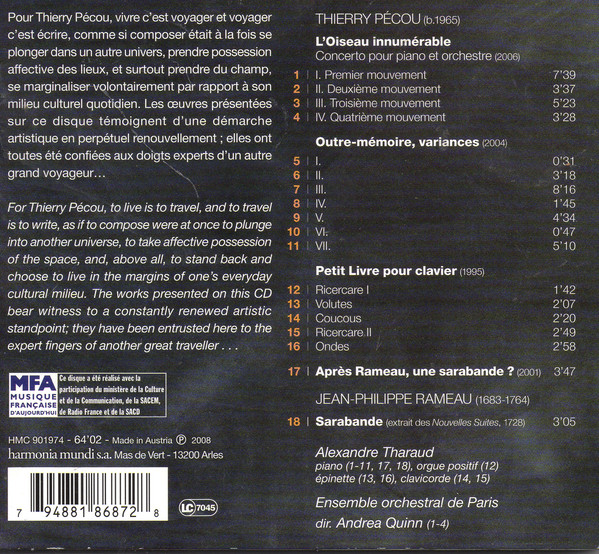 Pour Thierry Pécou, vivre c’est voyager et voyager
c’est écrire, comme si composer était à la fois se
plonger dans un autre univers, prendre possession
affective des lieux, et surtout prendre du champ,
se marginaliser volontairement par rapport à son
milieu culturel quotidien. Les œuvres présentées
sur ce disque témoignent d’une démarche
artistique en perpétuel renouvellement ; elles ont
toutes été confiées aux doigts experts d’un autre
grand voyageur…
For Thierry Pécou, to live is to travel, and to travel
is to write, as if to compose were at once to plunge
into another universe, to take affective possession
of the space, and, above all, to stand back and
choose to live in the margins of one’s everyday
cultural milieu. The works presented on this CD
bear witness to a constantly renewed artistic
standpoint; they have been entrusted here to the
expert fingers of another great traveller . . .
MFA
MUSIQUE
FRANÇAISE
D’AUJOURD’HUI
Ce disque a été réalisé avec la
participation du ministère de la Culture
et de la Communication, de la SACEM,
de Radio France et de la SACD
HMC 901974 - 64’02 - Made in Austria Ⓟ 2008
harmonia mundi s.a. Mas de Vert - 13200 Arles
7 94881 86872 8
LC 7045
THIERRY PÉCOU (b.1965)
L’Oiseau innumérable
Concerto pour piano et orchestre (2006)
1 | I. Premier mouvement 7’39
2 | II. Deuxième mouvement 3’37
3 | III. Troisième mouvement 5’23
4 | IV. Quatrième mouvement 3’28
Outre-mémoire, variances (2004)
5 | I. 0’31
6 | II. 3’18
7 | III. 8’16
8 | IV. 1’45
9 | V. 4’34
10 | VI. 0’47
11 | VII. 5’10
Petit Livre pour clavier (1995)
12 | Ricercare I 1’42
13 | Volutes 2’07
14 | Coucous 2’20
15 | Ricercare II 2’49
16 | Ondes 2’58
17 | Après Rameau, une sarabande ? (2001) 3’47
JEAN-PHILIPPE RAMEAU (1683-1764)
18 | Sarabande (extrait des Nouvelles Suites, 1728) 3’05
Alexandre Tharaud
piano (1-11, 17, 18), orgue positif (12)
épinette (13, 16), clavicorde (14, 15)
Ensemble orchestral de Paris
dir. Andrea Quinn (1-4)